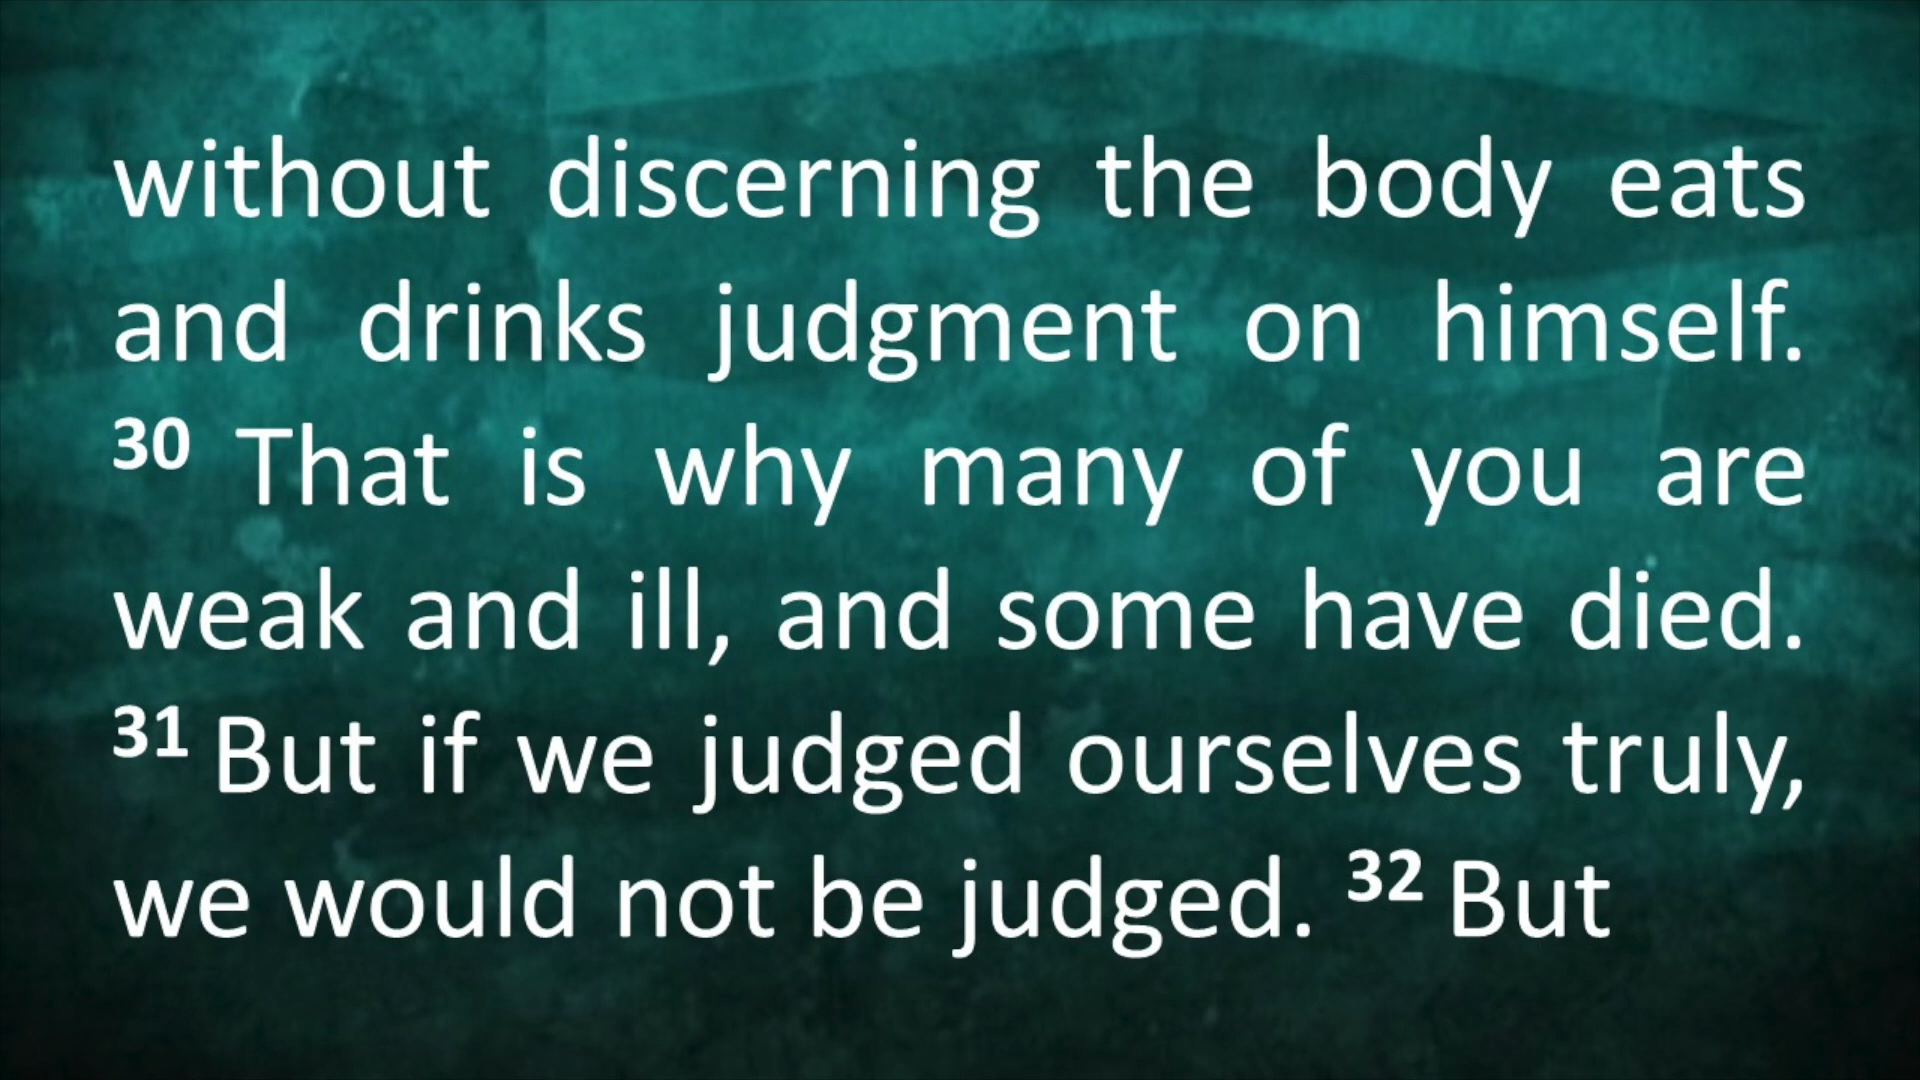 without discerning the body eats
and drinks judgment on himself.
30 That is why many of you are
weak and ill, and some have died.
31 But if we judged ourselves truly,
we would not be judged. 32 But